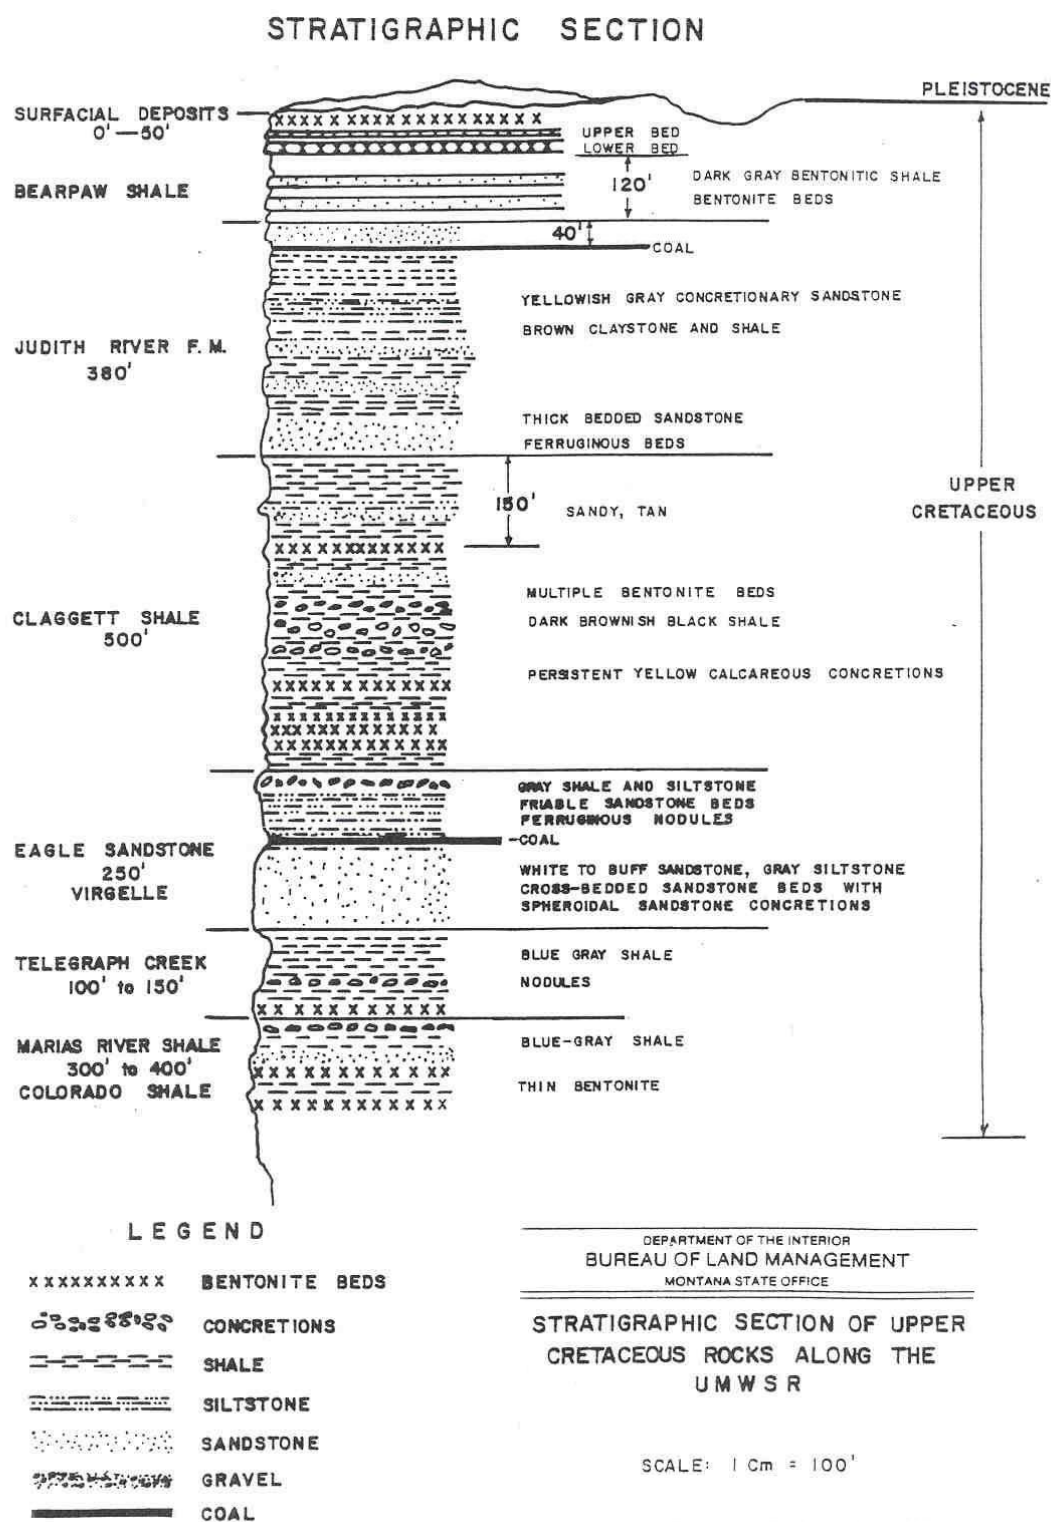 STRATIGRAPHIC SECTION
PLEISTOCENE
SURFACIAL DEPOSITS
0'—50'
UPPER BED
LOWER BED
120'
DARK GRAY BENTONITIC SHALE
BENTONITE BEDS
BEARPAW SHALE
40'
COAL
YELLOWISH GRAY CONCRETIONARY SANDSTONE
BROWN CLAYSTONE AND SHALE
JUDITH RIVER F.M.
380'
THICK BEDDED SANDSTONE
FERRUGINOUS BEDS
150'
SANDY, TAN
UPPER
CRETACEOUS
MULTIPLE BENTONITE BEDS
DARK BROWNISH BLACK SHALE
CLAGGETT SHALE
500'
PERSISTENT YELLOW CALCAREOUS CONCRETIONS
GRAY SHALE AND SILTSTONE
FRIABLE SANDSTONE BEDS
FERRUGINOUS NODULES
COAL
EAGLE SANDSTONE
250'
VIRGELLE
WHITE TO BUFF SANDSTONE, GRAY SILTSTONE
CROSS-BEDDED SANDSTONE BEDS WITH
SPHEROIDAL SANDSTONE CONCRETIONS
TELEGRAPH CREEK
100' to 150'
BLUE GRAY SHALE
NODULES
MARIAS RIVER SHALE
300' to 400'
COLORADO SHALE
BLUE-GRAY SHALE
THIN BENTONITE
LEGEND
BENTONITE BEDS
CONCRETIONS
SHALE
SILTSTONE
SANDSTONE
GRAVEL
COAL
DEPARTMENT OF THE INTERIOR
BUREAU OF LAND MANAGEMENT
MONTANA STATE OFFICE
STRATIGRAPHIC SECTION OF UPPER
CRETACEOUS ROCKS ALONG THE
UMWSR
SCALE: 1 Cm = 100'